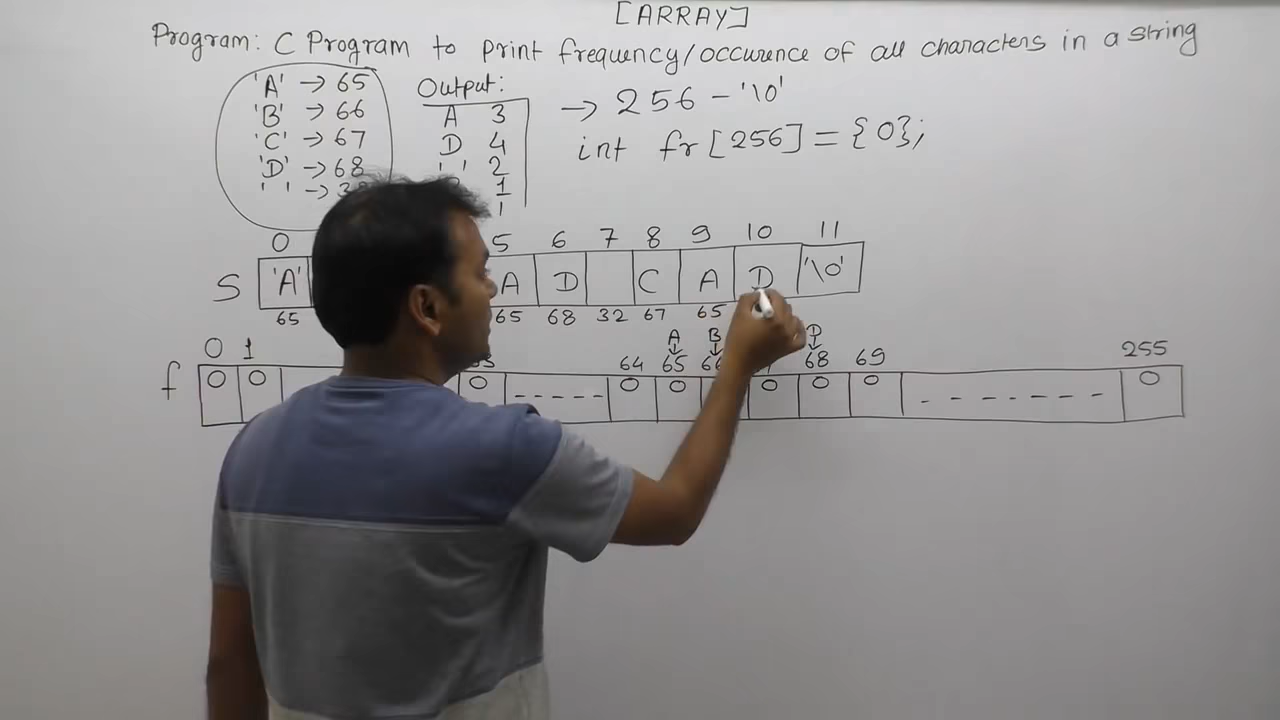 [ARRAY]
Program: C Program to print frequency/occurence of all characters in a string
'A' → 65
'B' → 66
'C' → 67
'D' → 68
' ' →
Output:
A 3
D 4
' ' 2
1
1
→ 256 - '\0'
int fr[256] = {0};
0 5 6 7 8 9 10 11
S 'A' A D C A D '\0'
65 65 68 32 67 65
A B D
↓ ↓ ↓
0 1 64 65 68 69 255
f 0 0 0 ----- 0 0 0 0 0 ------- 0